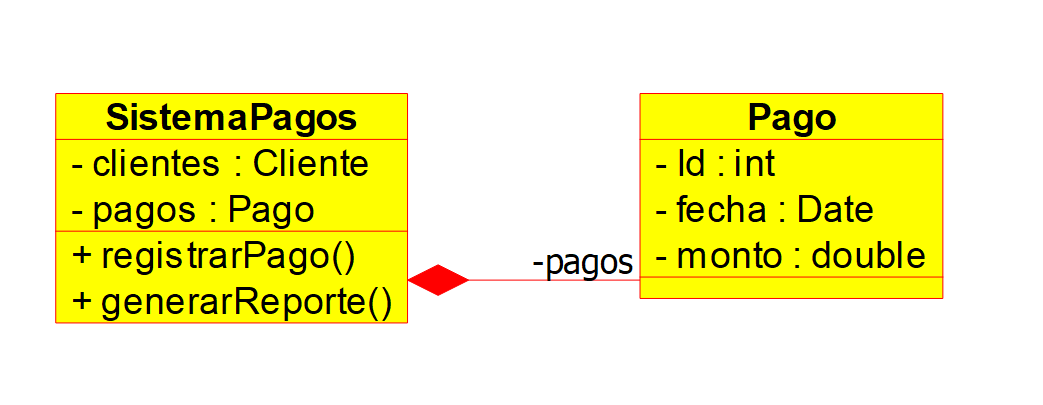 SistemaPagos
- clientes : Cliente
- pagos : Pago
+ registrarPago()
+ generarReporte()
-pagos
Pago
- Id : int
- fecha : Date
- monto : double